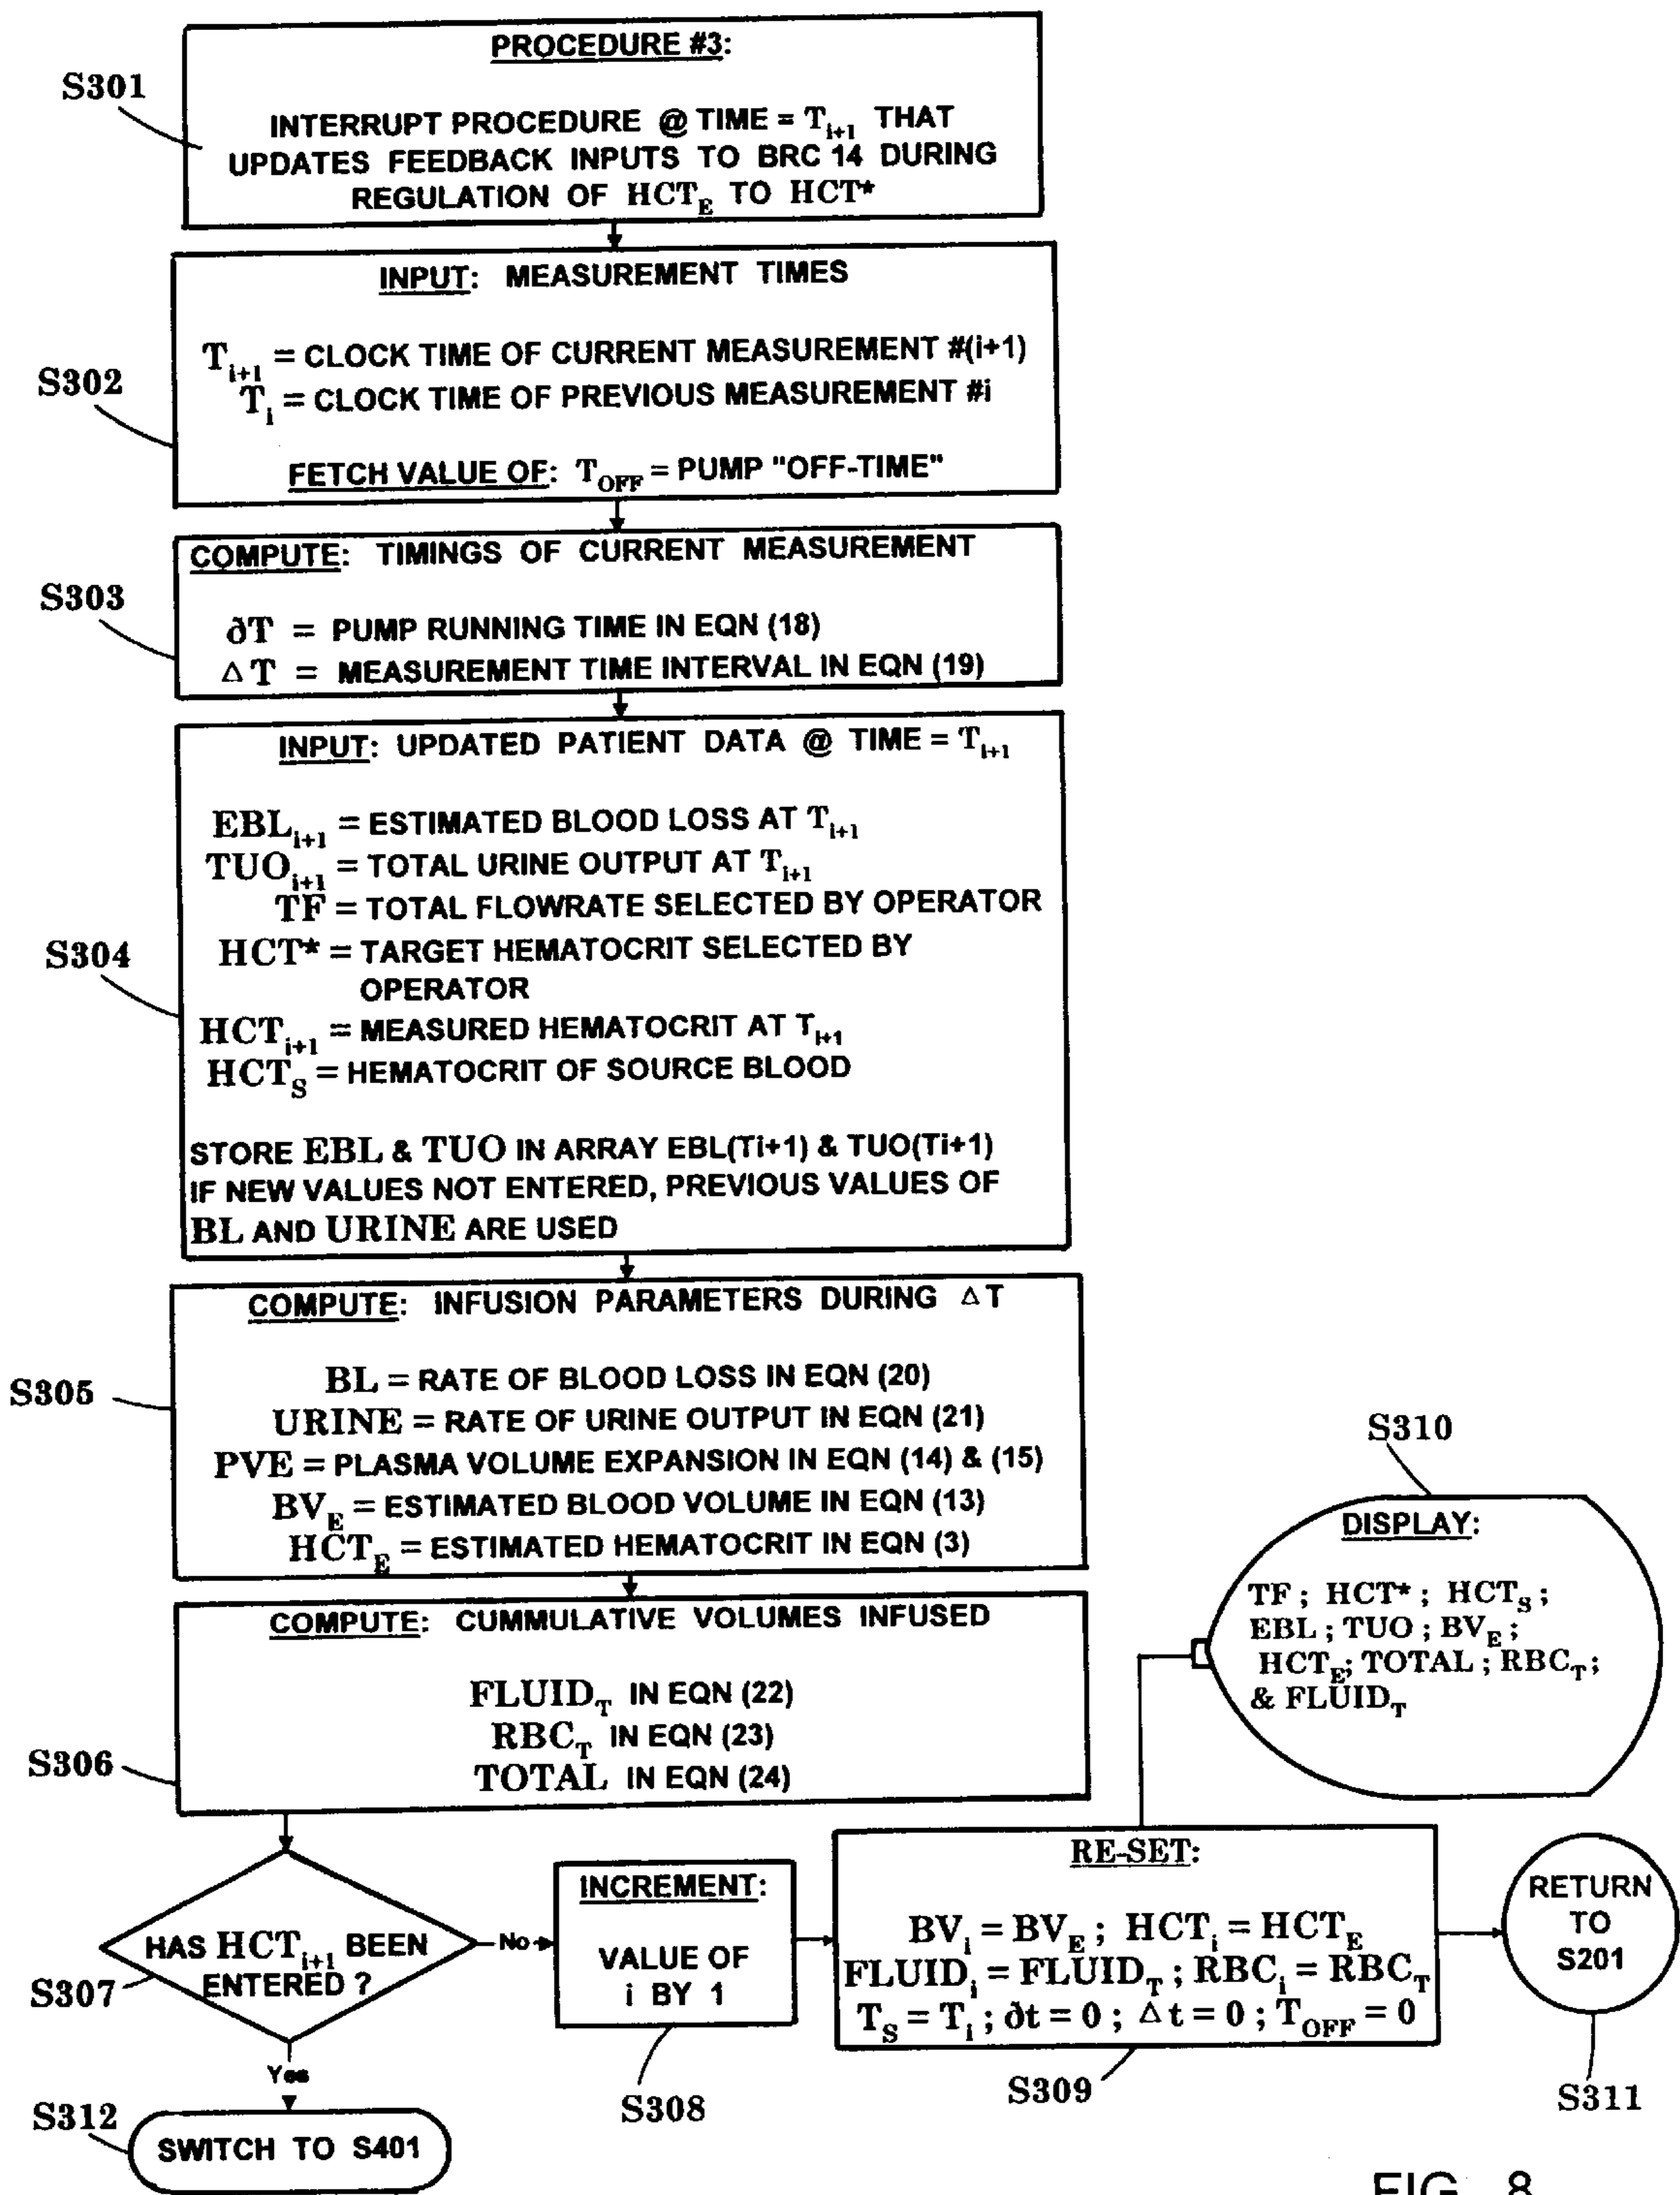 PROCEDURE #3:
S301
INTERRUPT PROCEDURE @ TIME = T_{i+1} THAT
UPDATES FEEDBACK INPUTS TO BRC 14 DURING
REGULATION OF HCT_E TO HCT*
INPUT: MEASUREMENT TIMES
T_{i+1} = CLOCK TIME OF CURRENT MEASUREMENT #(i+1)
S302
T_i = CLOCK TIME OF PREVIOUS MEASUREMENT #i
FETCH VALUE OF: T_{OFF} = PUMP "OFF-TIME"
COMPUTE: TIMINGS OF CURRENT MEASUREMENT
S303
∂T = PUMP RUNNING TIME IN EQN (18)
△T = MEASUREMENT TIME INTERVAL IN EQN (19)
INPUT: UPDATED PATIENT DATA @ TIME = T_{i+1}
EBL_{i+1} = ESTIMATED BLOOD LOSS AT T_{i+1}
TUO_{i+1} = TOTAL URINE OUTPUT AT T_{i+1}
TF = TOTAL FLOWRATE SELECTED BY OPERATOR
S304
HCT* = TARGET HEMATOCRIT SELECTED BY
OPERATOR
HCT_{i+1} = MEASURED HEMATOCRIT AT T_{i+1}
HCT_S = HEMATOCRIT OF SOURCE BLOOD
STORE EBL & TUO IN ARRAY EBL(Ti+1) & TUO(Ti+1)
IF NEW VALUES NOT ENTERED, PREVIOUS VALUES OF
BL AND URINE ARE USED
COMPUTE: INFUSION PARAMETERS DURING △T
S305
BL = RATE OF BLOOD LOSS IN EQN (20)
URINE = RATE OF URINE OUTPUT IN EQN (21)
PVE = PLASMA VOLUME EXPANSION IN EQN (14) & (15)
BV_E = ESTIMATED BLOOD VOLUME IN EQN (13)
HCT_E = ESTIMATED HEMATOCRIT IN EQN (3)
COMPUTE: CUMMULATIVE VOLUMES INFUSED
FLUID_T IN EQN (22)
RBC_T IN EQN (23)
S306
TOTAL IN EQN (24)
S310
DISPLAY:
TF ; HCT* ; HCT_S ;
EBL ; TUO ; BV_E ;
HCT_E ; TOTAL ; RBC_T ;
& FLUID_T
HAS HCT_{i+1} BEEN
ENTERED ?
S307
No
INCREMENT:
VALUE OF
i BY 1
S308
RE-SET:
BV_i = BV_E ; HCT_i = HCT_E
FLUID_i = FLUID_T ; RBC_i = RBC_T
T_S = T_i ; ∂t = 0 ; △t = 0 ; T_{OFF} = 0
S309
RETURN
TO
S201
S311
Yes
S312
SWITCH TO S401
FIG. 8